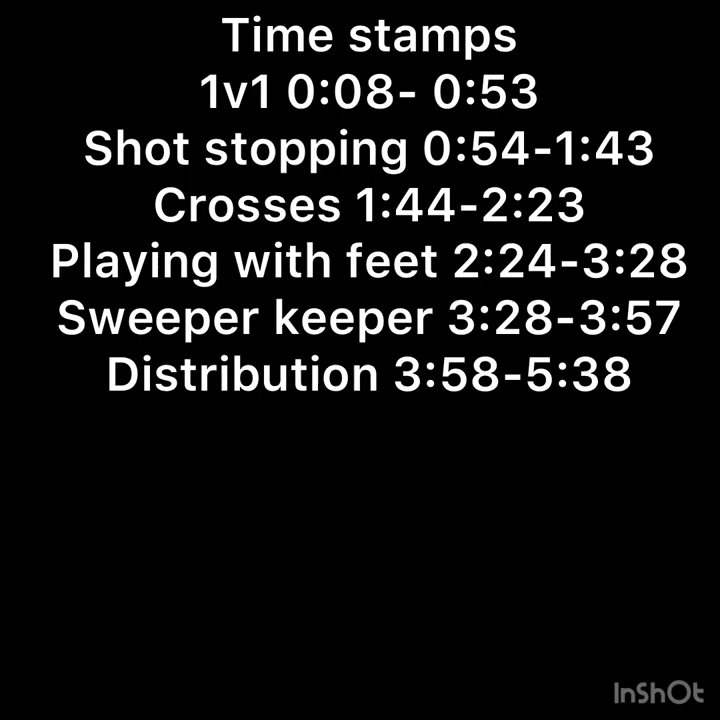 Time stamps
1v1 0:08- 0:53
Shot stopping 0:54-1:43
Crosses 1:44-2:23
Playing with feet 2:24-3:28
Sweeper keeper 3:28-3:57
Distribution 3:58-5:38
InShOt